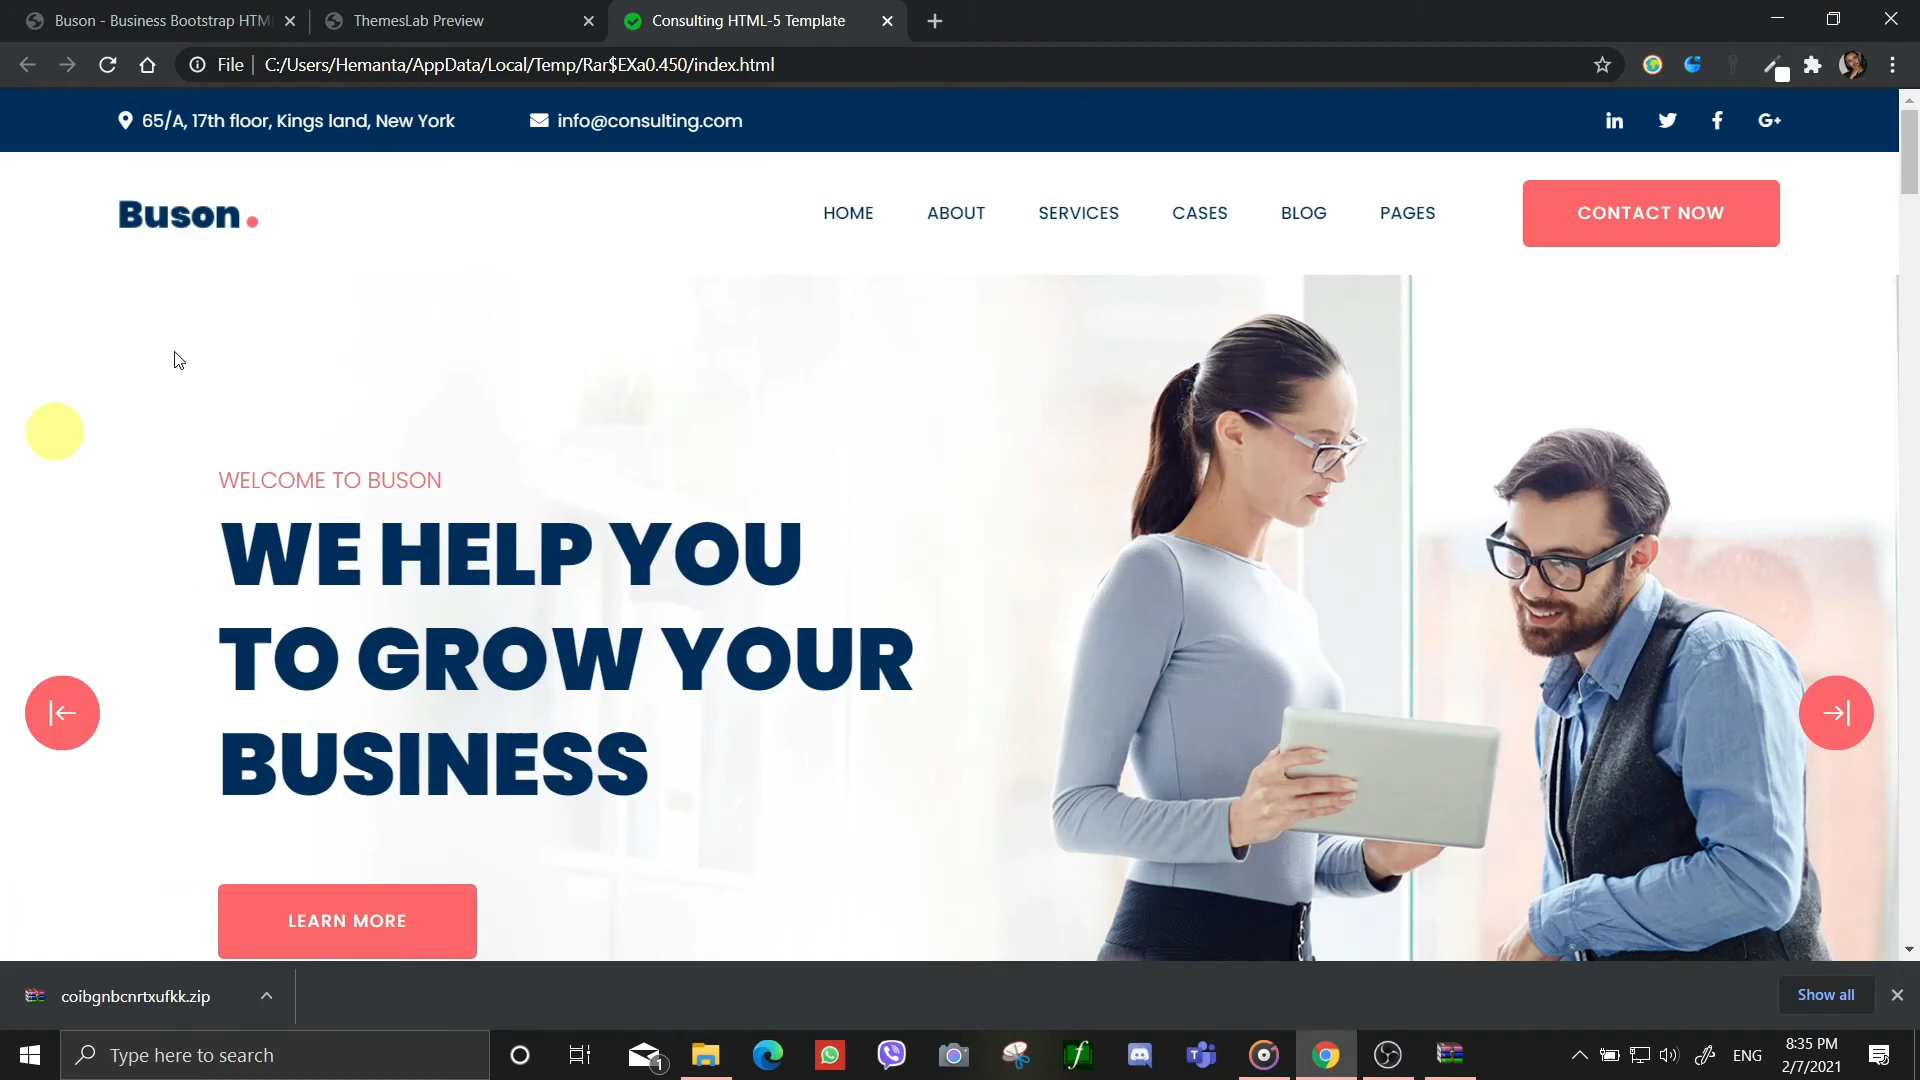 Buson - Business Bootstrap HTM
ThemesLab Preview
Consulting HTML-5 Template
File
C:/Users/Hemanta/AppData/Local/Temp/Rar$EXa0.450/index.html
65/A, 17th floor, Kings land, New York
info@consulting.com
in
G+
Buson.
HOME
ABOUT
SERVICES
CASES
BLOG
PAGES
CONTACT NOW
WELCOME TO BUSON
WE HELP YOU
TO GROW YOUR
BUSINESS
LEARN MORE
coibgnbcnrtxufkk.zip
Show all
Type here to search
1
ENG
8:35 PM
2/7/2021